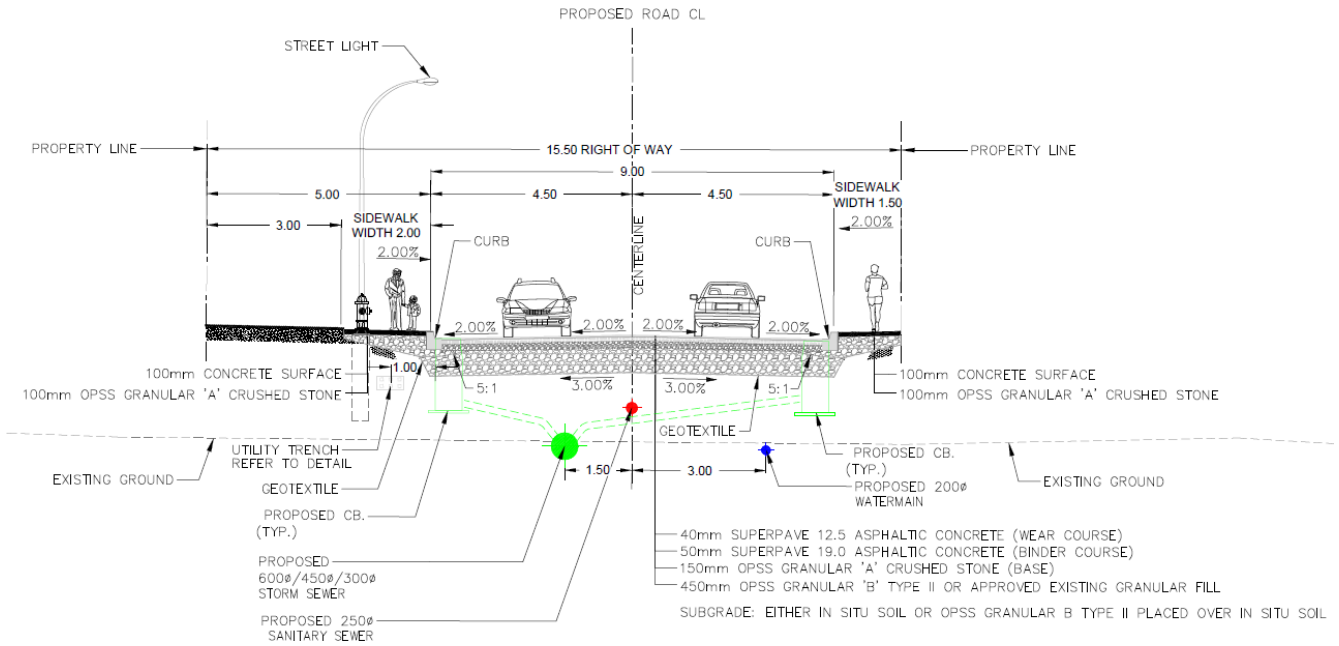 PROPOSED ROAD CL
STREET LIGHT
PROPERTY LINE
15.50 RIGHT OF WAY
PROPERTY LINE
9.00
5.00
4.50
4.50
SIDEWALK
WIDTH 1.50
3.00
SIDEWALK
WIDTH 2.00
2.00%
2.00%
CURB
CENTERLINE
CURB
2.00%
2.00%
2.00%
2.00%
1.00
5:1
3.00%
3.00%
5:1
100mm CONCRETE SURFACE
100mm OPSS GRANULAR 'A' CRUSHED STONE
100mm CONCRETE SURFACE
100mm OPSS GRANULAR 'A' CRUSHED STONE
GEOTEXTILE
UTILITY TRENCH
REFER TO DETAIL
EXISTING GROUND
1.50
3.00
PROPOSED CB.
(TYP.)
EXISTING GROUND
GEOTEXTILE
PROPOSED 200ø
WATERMAIN
PROPOSED CB.
(TYP.)
40mm SUPERPAVE 12.5 ASPHALTIC CONCRETE (WEAR COURSE)
50mm SUPERPAVE 19.0 ASPHALTIC CONCRETE (BINDER COURSE)
150mm OPSS GRANULAR 'A' CRUSHED STONE (BASE)
450mm OPSS GRANULAR 'B' TYPE II OR APPROVED EXISTING GRANULAR FILL
SUBGRADE: EITHER IN SITU SOIL OR OPSS GRANULAR B TYPE II PLACED OVER IN SITU SOIL
PROPOSED
600ø/450ø/300ø
STORM SEWER
PROPOSED 250ø
SANITARY SEWER